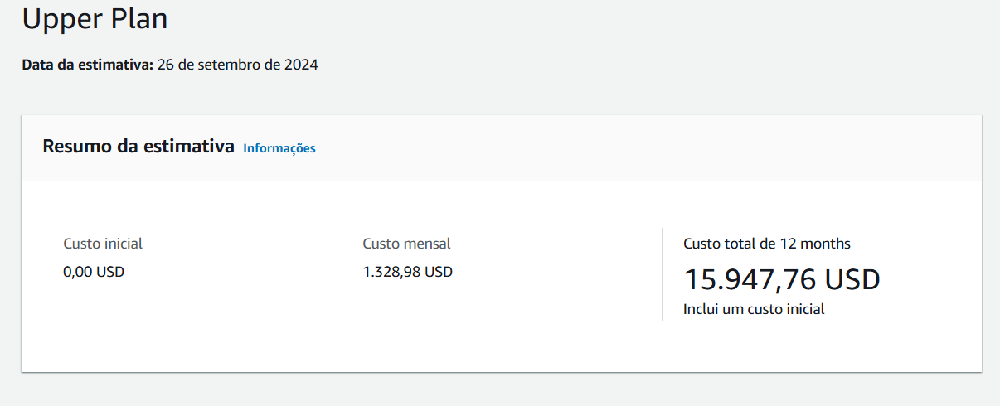 Upper Plan
Data da estimativa: 26 de setembro de 2024
Resumo da estimativa Informações
Custo inicial
0,00 USD
Custo mensal
1.328,98 USD
Custo total de 12 months
15.947,76 USD
Inclui um custo inicial